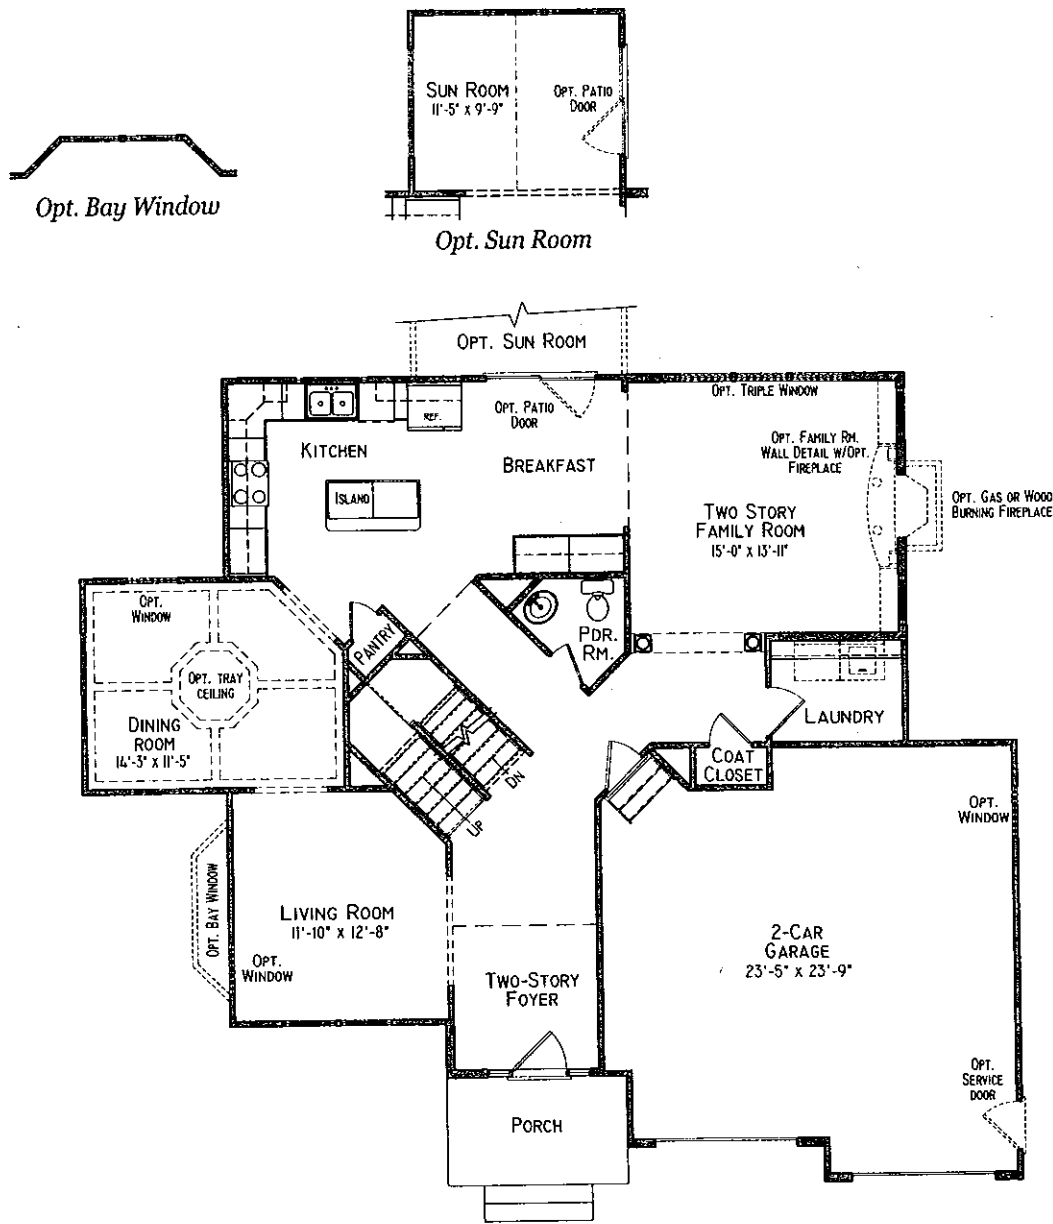 SUN ROOM
11'-5" X 9'-9"
OPT. PATIO
DOOR
Opt. Bay Window
Opt. Sun Room
OPT. SUN ROOM
REF.
OPT. PATIO
DOOR
OPT. TRIPLE WINDOW
KITCHEN
BREAKFAST
OPT. FAMILY RM.
WALL DETAIL W/OPT.
FIREPLACE
ISLAND
TWO STORY
FAMILY ROOM
15'-0" X 13'-11"
OPT. GAS OR WOOD
BURNING FIREPLACE
OPT.
WINDOW
PANTRY
PDR.
RM.
OPT. TRAY
CEILING
DINING
ROOM
14'-3" X 11'-5"
LAUNDRY
COAT
CLOSET
DN
UP
OPT.
WINDOW
OPT. BAY WINDOW
LIVING ROOM
11'-10" X 12'-8"
OPT.
WINDOW
2-CAR
GARAGE
23'-5" X 23'-9"
TWO-STORY
FOYER
OPT.
SERVICE
DOOR
PORCH